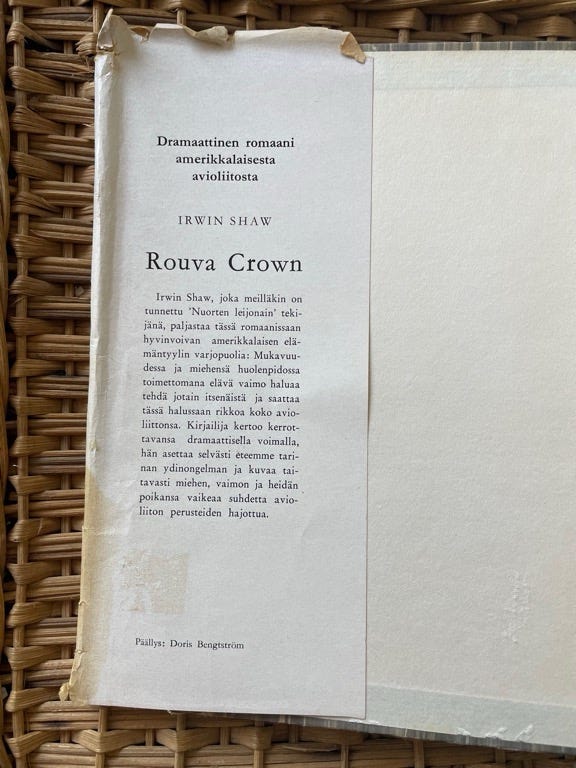 Dramaattinen romaani
amerikkalaisesta
avioliitosta
IRWIN SHAW
Rouva Crown
Irwin Shaw, joka meilläkin on
tunnettu 'Nuorten leijonain' teki-
jänä, paljastaa tässä romaanissaan
hyvinvoivan amerikkalaisen elä-
mäntyylin varjopuolia: Mukavuu-
dessa ja miehensä huolenpidossa
toimettomana elävä vaimo haluaa
tehdä jotain itsenäistä ja saattaa
tässä halussaan rikkoa koko avio-
liittonsa. Kirjailija kertoo kerrot-
tavansa dramaattisella voimalla,
hän asettaa selvästi eteemme tari-
nan ydinongelman ja kuvaa tai-
tavasti miehen, vaimon ja heidän
poikansa vaikeaa suhdetta avio-
liiton perusteiden hajottua.
Päällys: Doris Bengtström